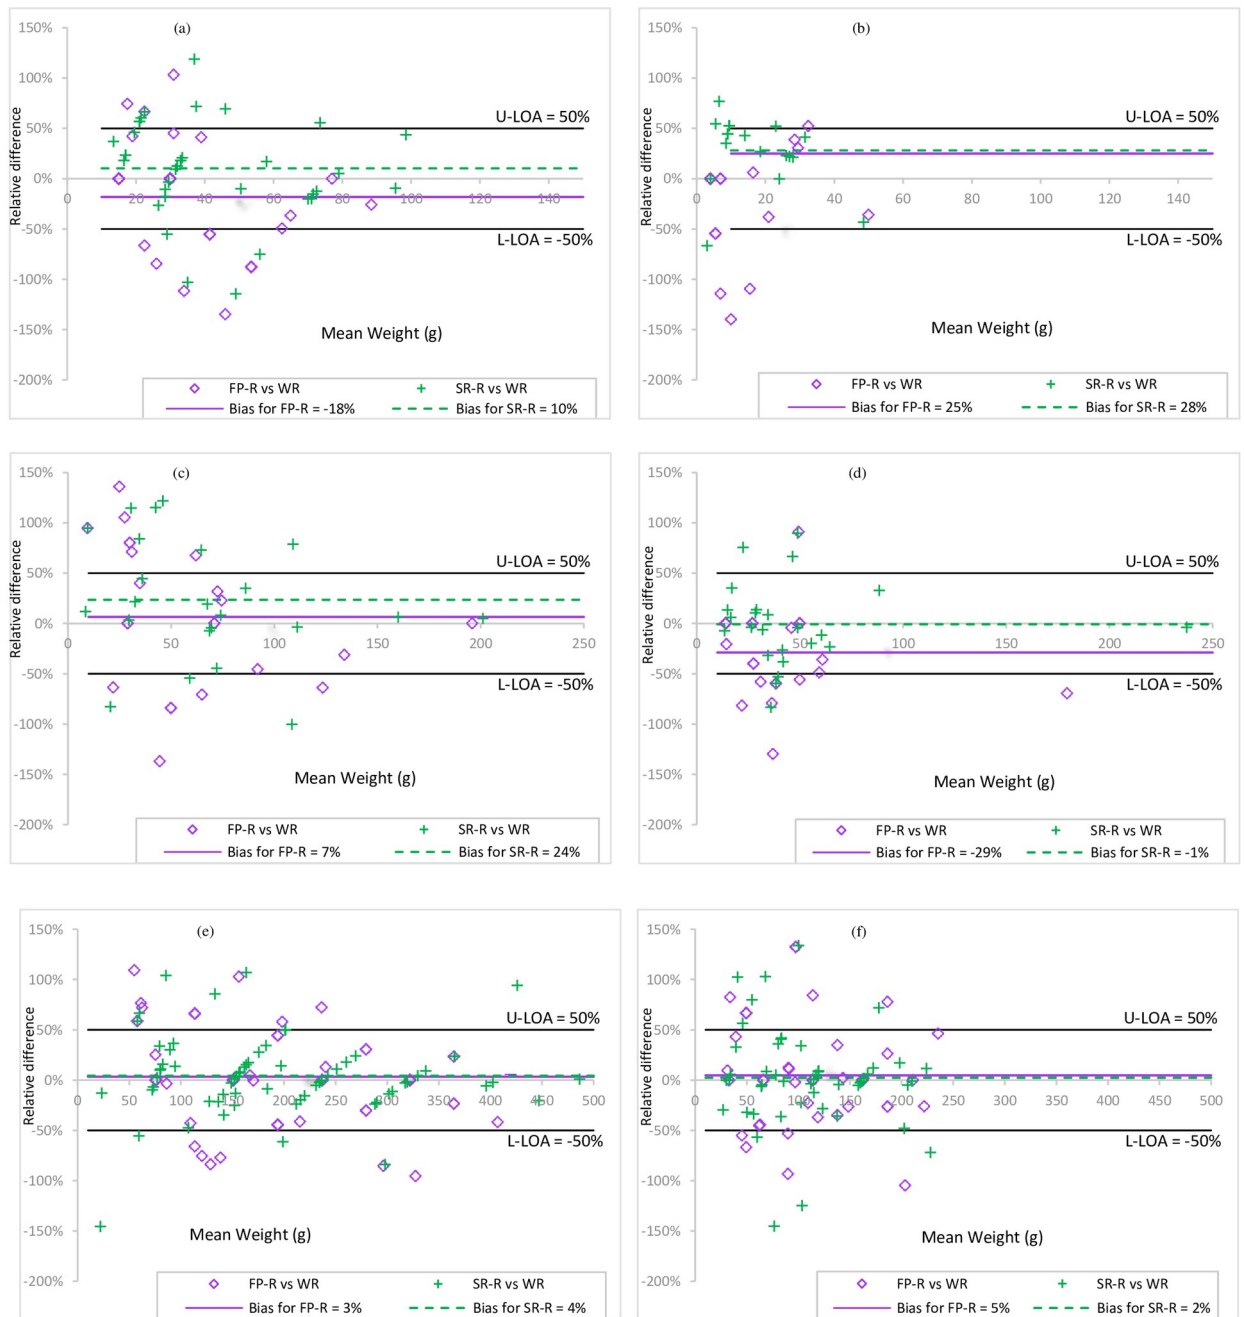 (a)
150%
100%
50%
0%
-50%
-100%
-150%
-200%
Relative difference
U-LOA = 50%
0 20 40 60 80 100 120 140
L-LOA = -50%
Mean Weight (g)
FP-R vs WR SR-R vs WR
Bias for FP-R = -18% Bias for SR-R = 10%
(b)
150%
100%
50%
0%
-50%
-100%
-150%
-200%
Relative difference
U-LOA = 50%
0 20 40 60 80 100 120 140
L-LOA = -50%
Mean Weight (g)
FP-R vs WR SR-R vs WR
Bias for FP-R = 25% Bias for SR-R = 28%
(c)
150%
100%
50%
0%
-50%
-100%
-150%
-200%
Relative difference
U-LOA = 50%
0 50 100 150 200 250
L-LOA = -50%
Mean Weight (g)
FP-R vs WR SR-R vs WR
Bias for FP-R = 7% Bias for SR-R = 24%
(d)
150%
100%
50%
0%
-50%
-100%
-150%
-200%
Relative difference
U-LOA = 50%
0 50 100 150 200 250
L-LOA = -50%
Mean Weight (g)
FP-R vs WR SR-R vs WR
Bias for FP-R = -29% Bias for SR-R = -1%
(e)
150%
100%
50%
0%
-50%
-100%
-150%
-200%
Relative difference
U-LOA = 50%
0 50 100 150 200 250 300 350 400 450 500
L-LOA = -50%
Mean Weight (g)
FP-R vs WR SR-R vs WR
Bias for FP-R = 3% Bias for SR-R = 4%
(f)
150%
100%
50%
0%
-50%
-100%
-150%
-200%
Relative difference
U-LOA = 50%
0 50 100 150 200 250 300 350 400 450 500
L-LOA = -50%
Mean Weight (g)
FP-R vs WR SR-R vs WR
Bias for FP-R = 5% Bias for SR-R = 2%